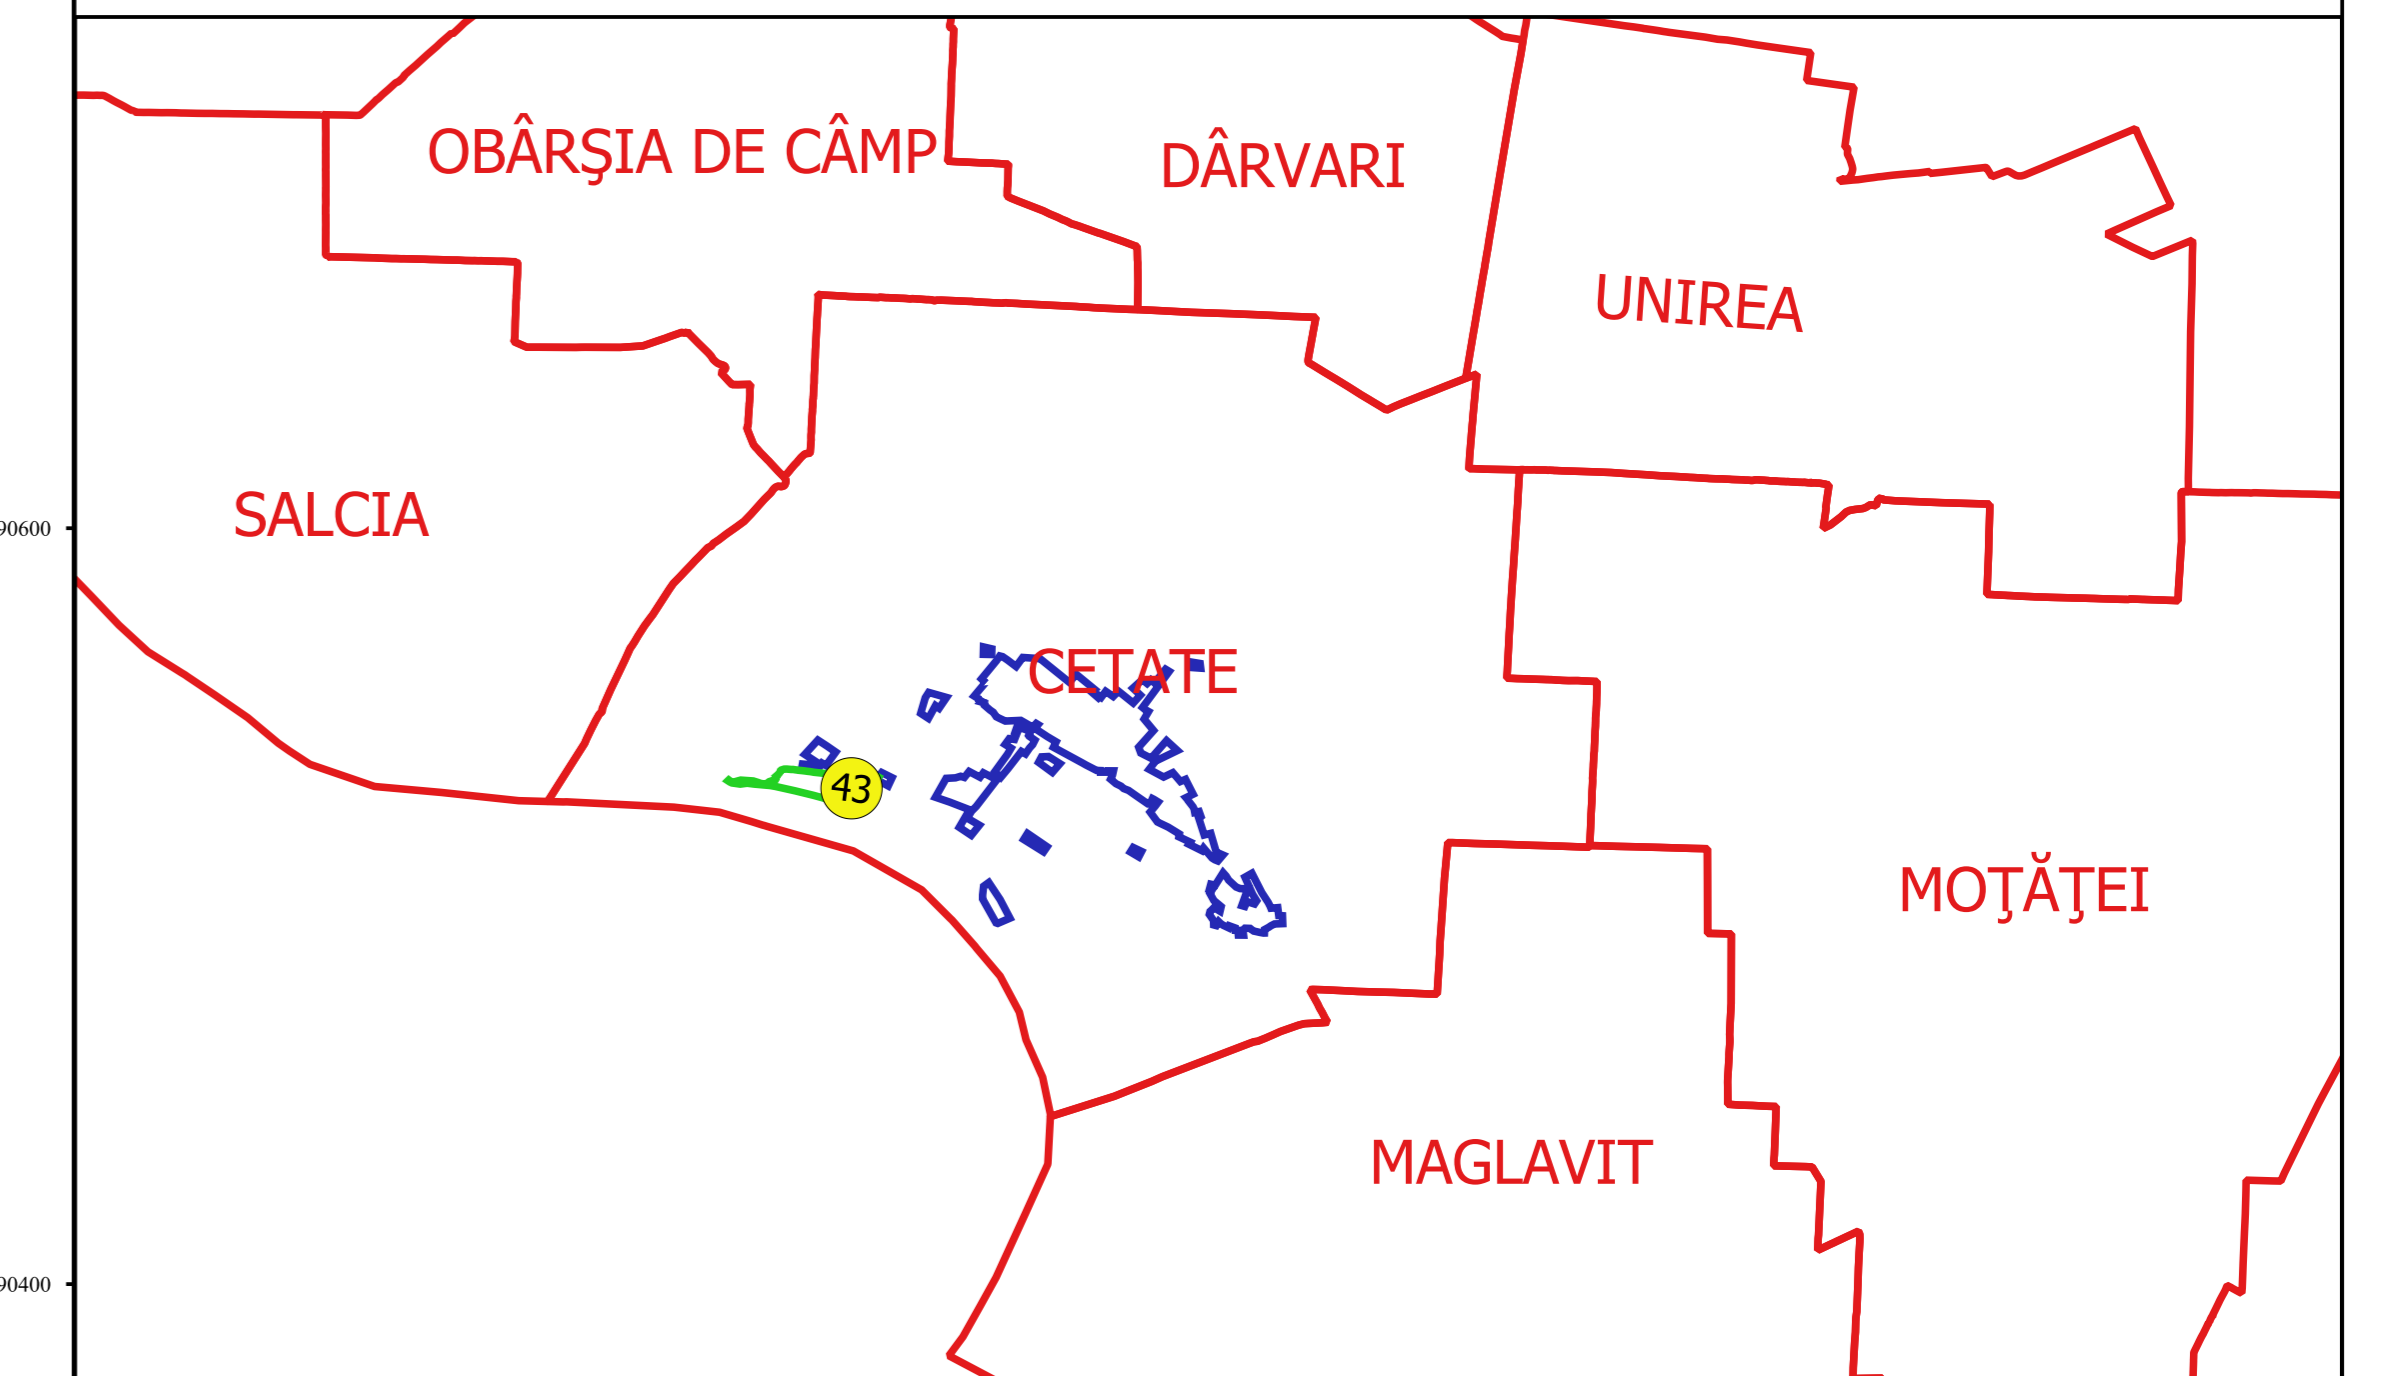 OBÂRŞIA DE CÂMP
DÂRVARI
UNIREA
SALCIA
90600
CETATE
43
MOŢĂŢEI
MAGLAVIT
90400